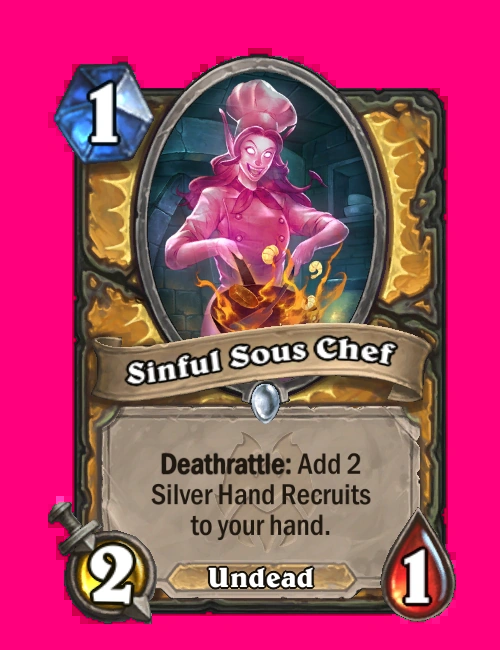 1
Sinful Sous Chef
Deathrattle: Add 2
Silver Hand Recruits
to your hand.
2
Undead
1